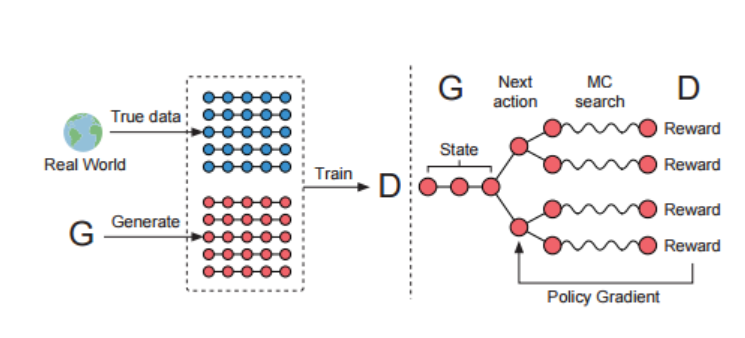 True data
Real World
G
Generate
Train
D
G
Next
action
MC
search
D
State
Reward
Reward
Reward
Reward
Policy Gradient